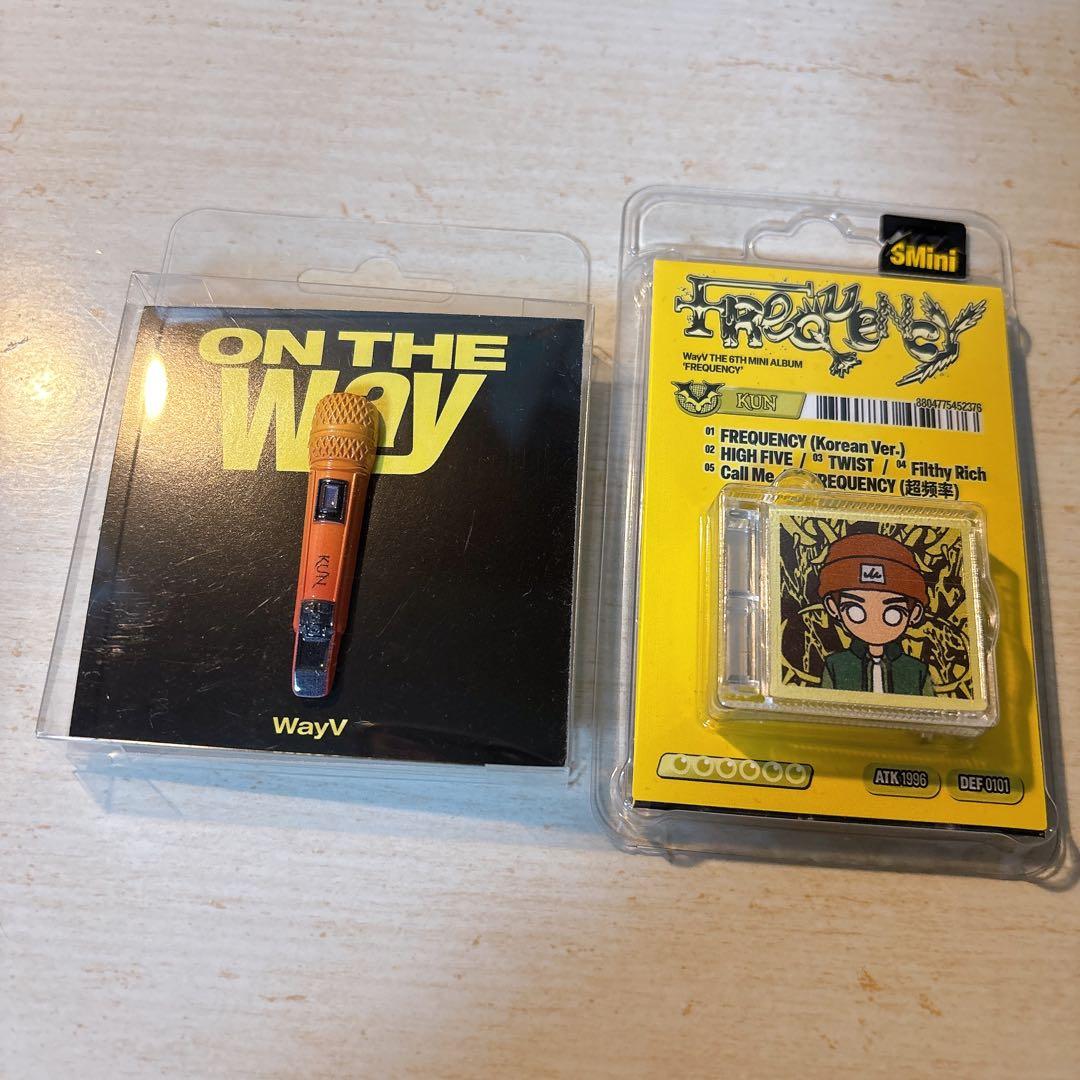 ON THE
Way
KUN
WayV
SMini
FREQUENCY
WayV THE 6TH MINI ALBUM
'FREQUENCY'
KUN
8804775452376
01 FREQUENCY (Korean Ver.)
02 HIGH FIVE / 03 TWIST / 04 Filthy Rich
05 Call Me FREQUENCY (超频率)
ATK 1996
DEF 0101